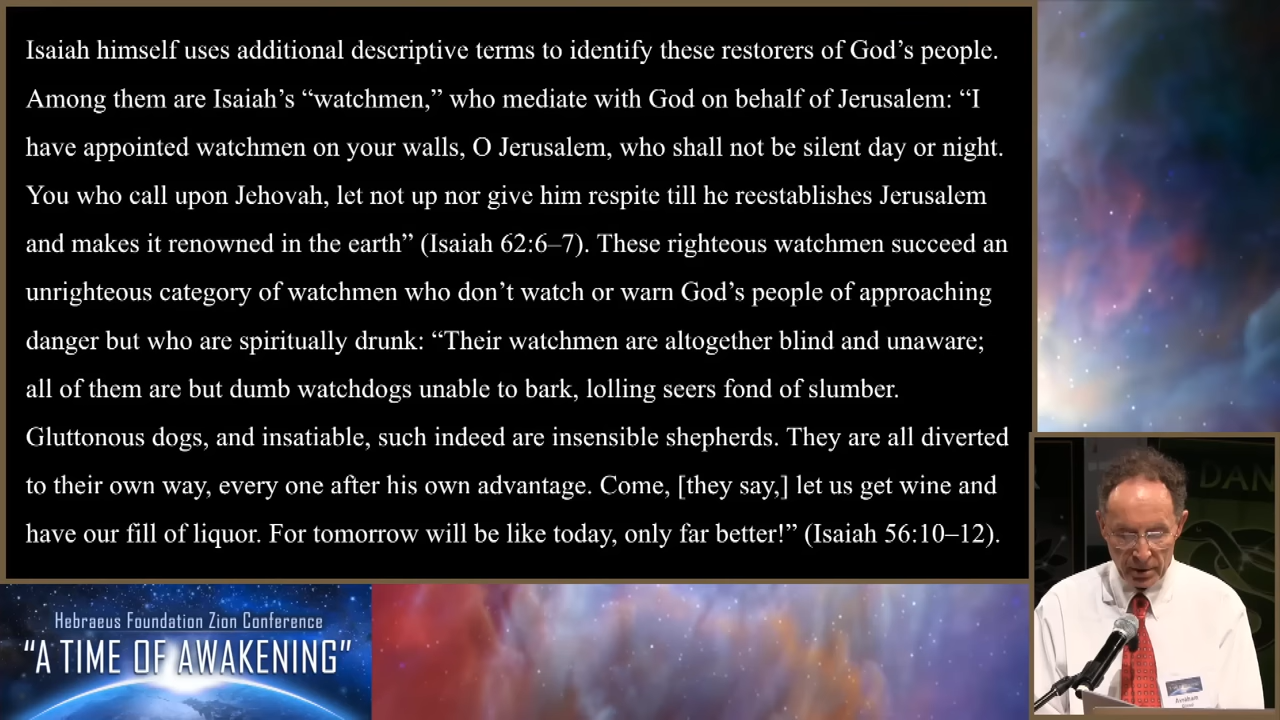 Isaiah himself uses additional descriptive terms to identify these restorers of God’s people.
Among them are Isaiah’s “watchmen,” who mediate with God on behalf of Jerusalem: “I
have appointed watchmen on your walls, O Jerusalem, who shall not be silent day or night.
You who call upon Jehovah, let not up nor give him respite till he reestablishes Jerusalem
and makes it renowned in the earth” (Isaiah 62:6–7). These righteous watchmen succeed an
unrighteous category of watchmen who don’t watch or warn God’s people of approaching
danger but who are spiritually drunk: “Their watchmen are altogether blind and unaware;
all of them are but dumb watchdogs unable to bark, lolling seers fond of slumber.
Gluttonous dogs, and insatiable, such indeed are insensible shepherds. They are all diverted
to their own way, every one after his own advantage. Come, [they say,] let us get wine and
have our fill of liquor. For tomorrow will be like today, only far better!” (Isaiah 56:10–12).
DAN
Hebraeus Foundation Zion Conference
“A TIME OF AWAKENING”
Avraham